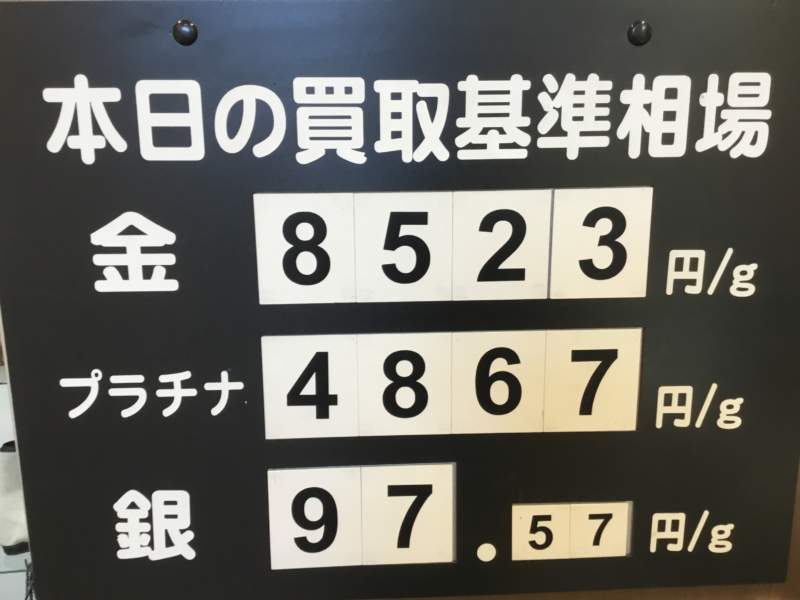 本日の買取基準相場
金 8523 円/g
プラチナ 4867 円/g
銀 97.57 円/g